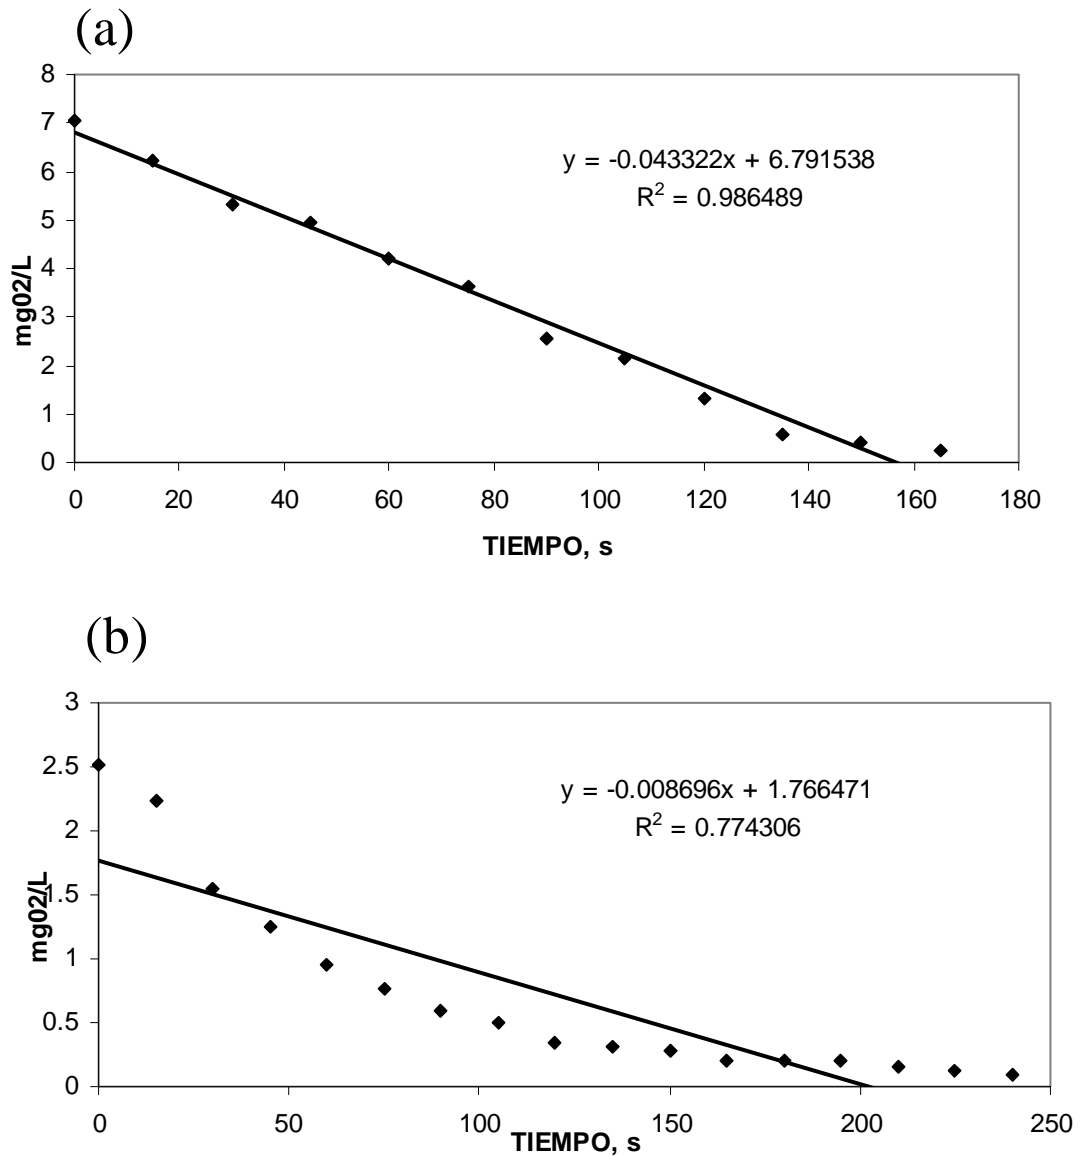 (a)
8
7
6
5
4
3
2
1
0
mg02/L
y = -0.043322x + 6.791538
R² = 0.986489
0 20 40 60 80 100 120 140 160 180
TIEMPO, s
(b)
3
2.5
2
1.5
1
0.5
0
mg02/L
y = -0.008696x + 1.766471
R² = 0.774306
0 50 100 150 200 250
TIEMPO, s